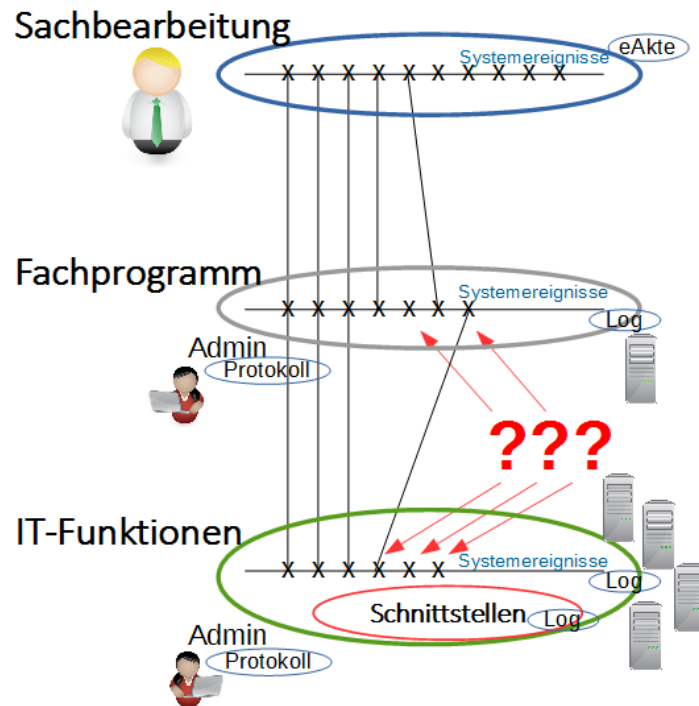 Sachbearbeitung
Systemereignisse
eAkte
X X X X X X X X X X
Fachprogramm
Systemereignisse
X X X X X X X
Log
Admin
Protokoll
???
IT-Funktionen
Systemereignisse
X X X X X X
Log
Schnittstellen
Log
Admin
Protokoll